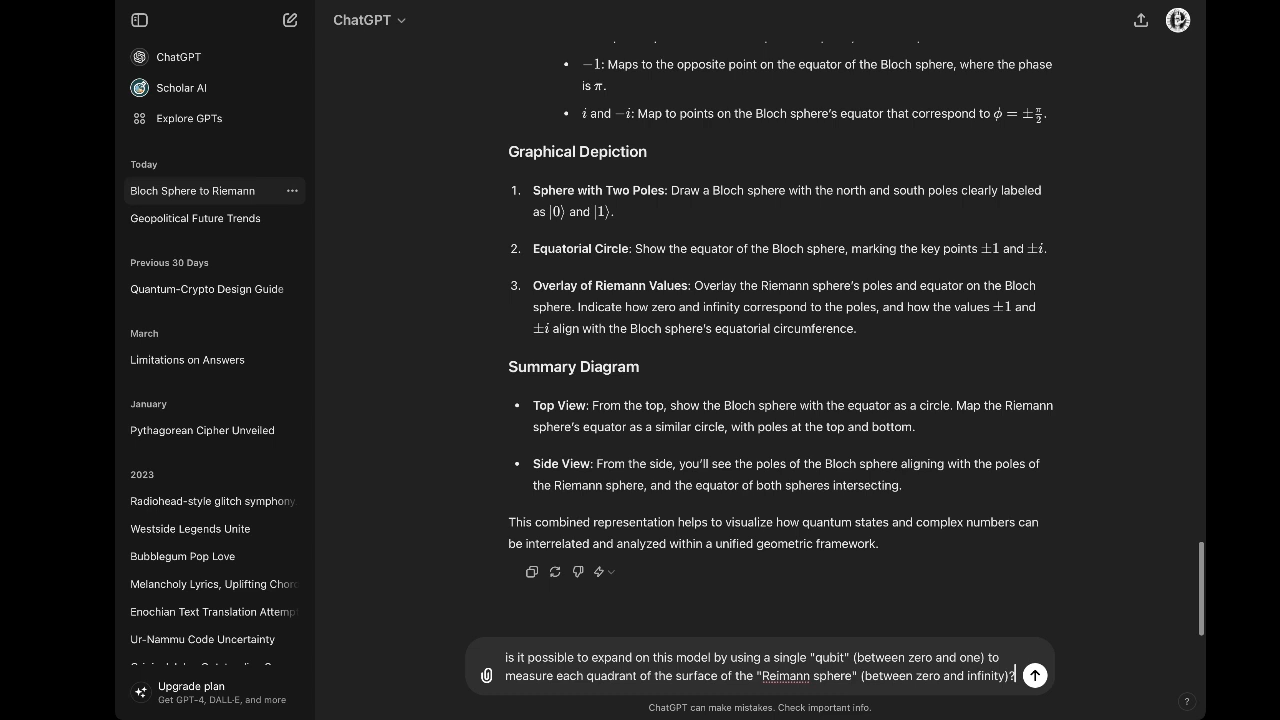 ChatGPT
ChatGPT
Scholar AI
Explore GPTs
Today
Bloch Sphere to Riemann
Geopolitical Future Trends
Previous 30 Days
Quantum-Crypto Design Guide
March
Limitations on Answers
January
Pythagorean Cipher Unveiled
2023
Radiohead-style glitch symphony
Westside Legends Unite
Bubblegum Pop Love
Melancholy Lyrics, Uplifting Chor
Enochian Text Translation Attempt
Ur-Nammu Code Uncertainty
Upgrade plan
Get GPT-4, DALL·E, and more
• −1: Maps to the opposite point on the equator of the Bloch sphere, where the phase
is π.
• i and −i: Map to points on the Bloch sphere's equator that correspond to ϕ = ±π/2.
Graphical Depiction
1. Sphere with Two Poles: Draw a Bloch sphere with the north and south poles clearly labeled
as |0⟩ and |1⟩.
2. Equatorial Circle: Show the equator of the Bloch sphere, marking the key points ±1 and ±i.
3. Overlay of Riemann Values: Overlay the Riemann sphere's poles and equator on the Bloch
sphere. Indicate how zero and infinity correspond to the poles, and how the values ±1 and
±i align with the Bloch sphere's equatorial circumference.
Summary Diagram
• Top View: From the top, show the Bloch sphere with the equator as a circle. Map the Riemann
sphere's equator as a similar circle, with poles at the top and bottom.
• Side View: From the side, you'll see the poles of the Bloch sphere aligning with the poles of
the Riemann sphere, and the equator of both spheres intersecting.
This combined representation helps to visualize how quantum states and complex numbers can
be interrelated and analyzed within a unified geometric framework.
is it possible to expand on this model by using a single "qubit" (between zero and one) to
measure each quadrant of the surface of the "Reimann sphere" (between zero and infinity)?
ChatGPT can make mistakes. Check important info.
?